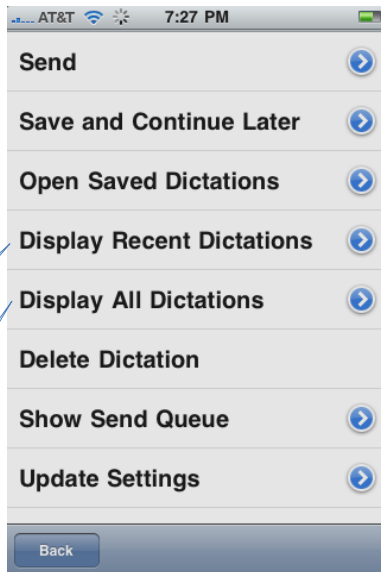 AT&T 7:27 PM
Send
Save and Continue Later
Open Saved Dictations
Display Recent Dictations
Display All Dictations
Delete Dictation
Show Send Queue
Update Settings
Back